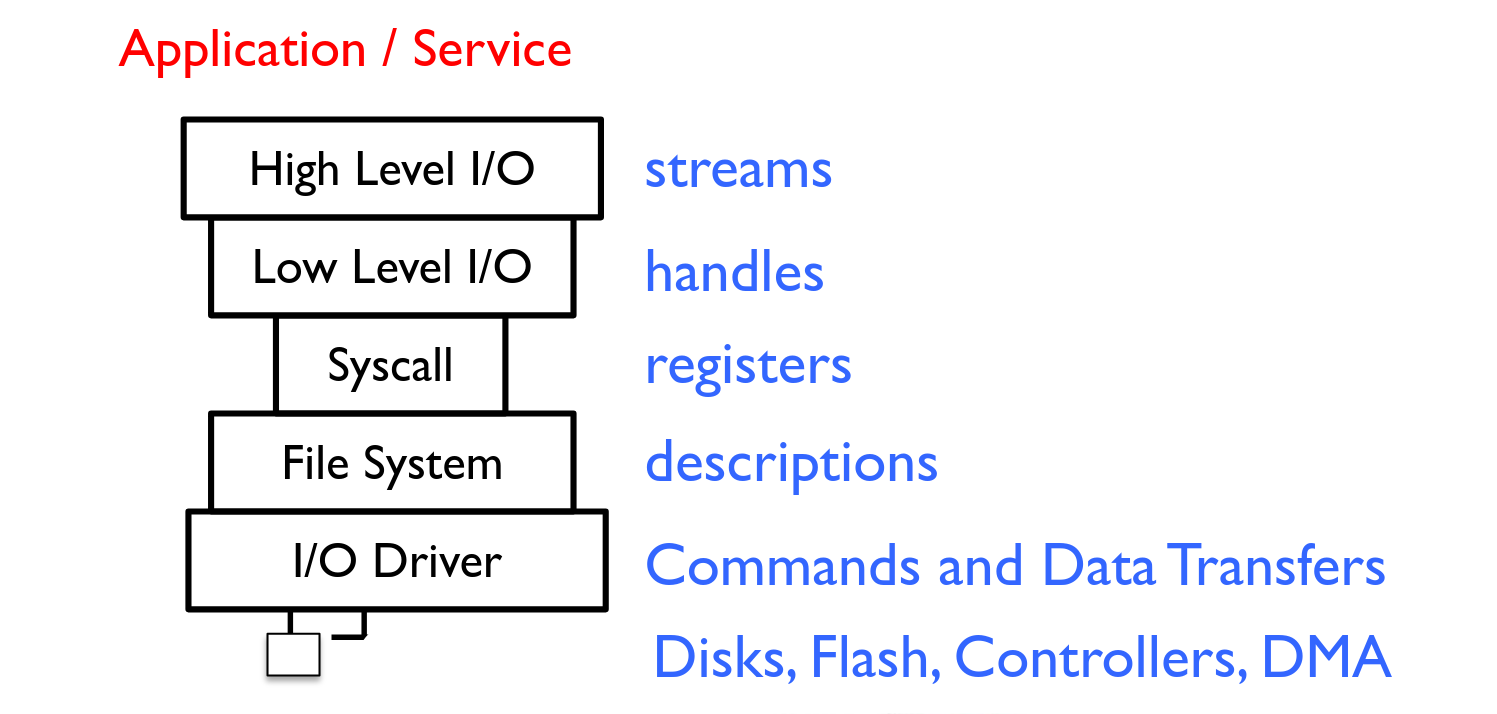 Application / Service
High Level I/O
streams
Low Level I/O
handles
Syscall
registers
File System
descriptions
I/O Driver
Commands and Data Transfers
Disks, Flash, Controllers, DMA